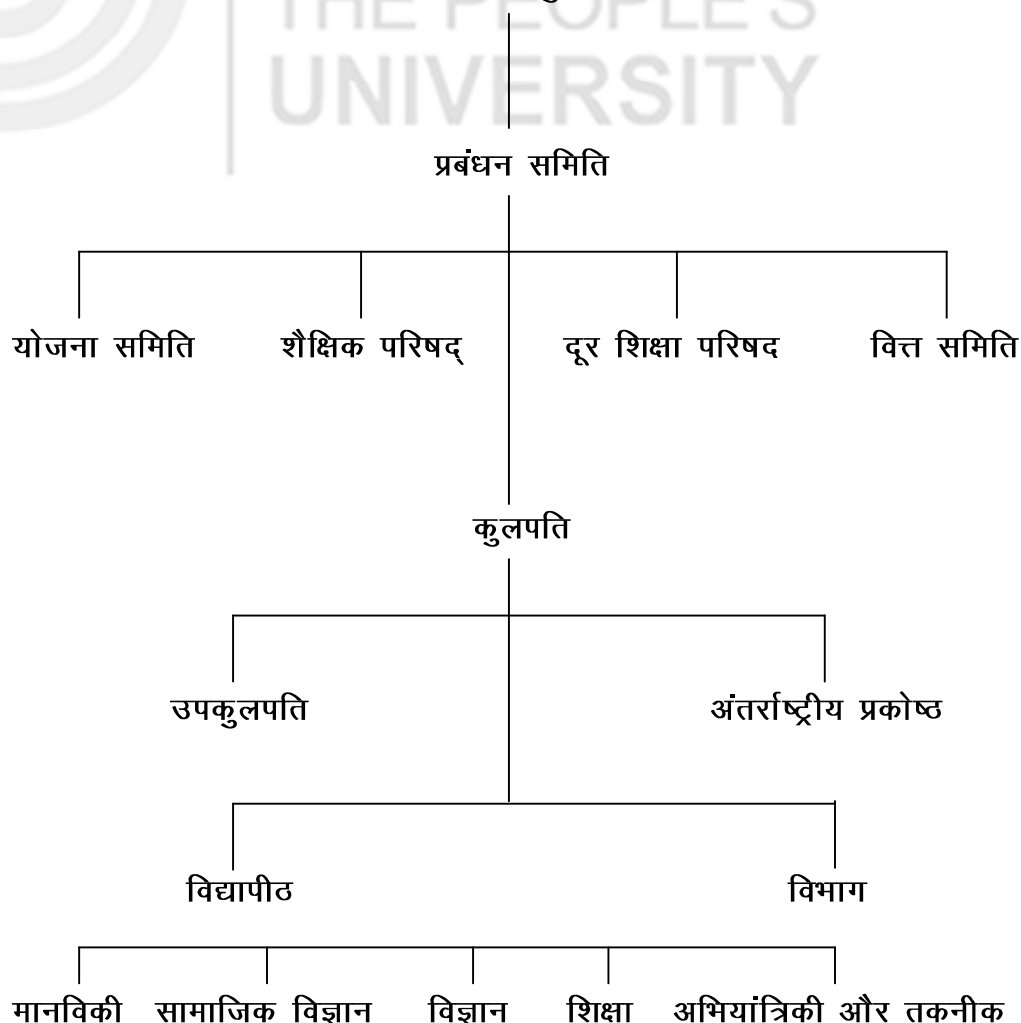 THE PEOPLE'S
UNIVERSITY
प्रबंधन समिति
योजना समिति शैक्षिक परिषद् दूर शिक्षा परिषद वित्त समिति
कुलपति
उपकुलपति अंतर्राष्ट्रीय प्रकोष्ठ
विद्यापीठ विभाग
मानविकी सामाजिक विज्ञान विज्ञान शिक्षा अभियांत्रिकी और तकनीक